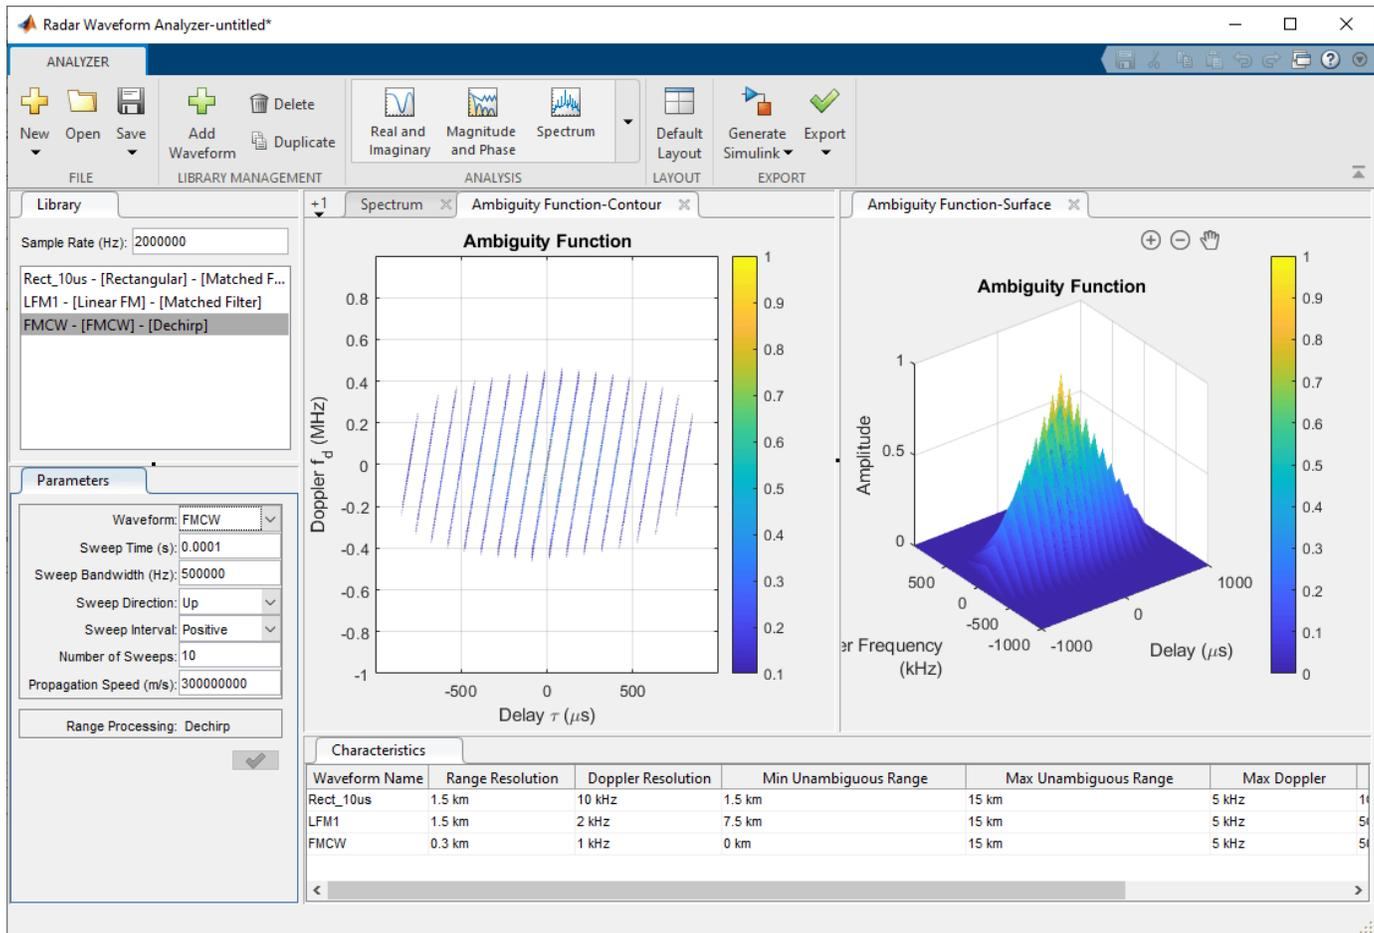 Radar Waveform Analyzer-untitled*
ANALYZER
New
Open
Save
Add Waveform
Delete
Duplicate
Real and Imaginary
Magnitude and Phase
Spectrum
Default Layout
Generate Simulink
Export
FILE
LIBRARY MANAGEMENT
ANALYSIS
LAYOUT
EXPORT
Library
Sample Rate (Hz): 2000000
Rect_10us - [Rectangular] - [Matched F...
LFM1 - [Linear FM] - [Matched Filter]
FMCW - [FMCW] - [Dechirp]
Parameters
Waveform: FMCW
Sweep Time (s): 0.0001
Sweep Bandwidth (Hz): 500000
Sweep Direction: Up
Sweep Interval: Positive
Number of Sweeps: 10
Propagation Speed (m/s): 300000000
Range Processing: Dechirp
+1
Spectrum
Ambiguity Function-Contour
Ambiguity Function
Doppler f_d (MHz)
0.8
0.6
0.4
0.2
0
-0.2
-0.4
-0.6
-0.8
-1
-500
0
500
Delay τ (μs)
1
0.9
0.8
0.7
0.6
0.5
0.4
0.3
0.2
0.1
Ambiguity Function-Surface
Ambiguity Function
Amplitude
1
0.5
0
500
0
-500
-1000
er Frequency
(kHz)
-1000
0
1000
Delay (μs)
1
0.9
0.8
0.7
0.6
0.5
0.4
0.3
0.2
0.1
0
Characteristics
Waveform Name Range Resolution Doppler Resolution Min Unambiguous Range Max Unambiguous Range Max Doppler
Rect_10us 1.5 km 10 kHz 1.5 km 15 km 5 kHz
LFM1 1.5 km 2 kHz 7.5 km 15 km 5 kHz
FMCW 0.3 km 1 kHz 0 km 15 km 5 kHz